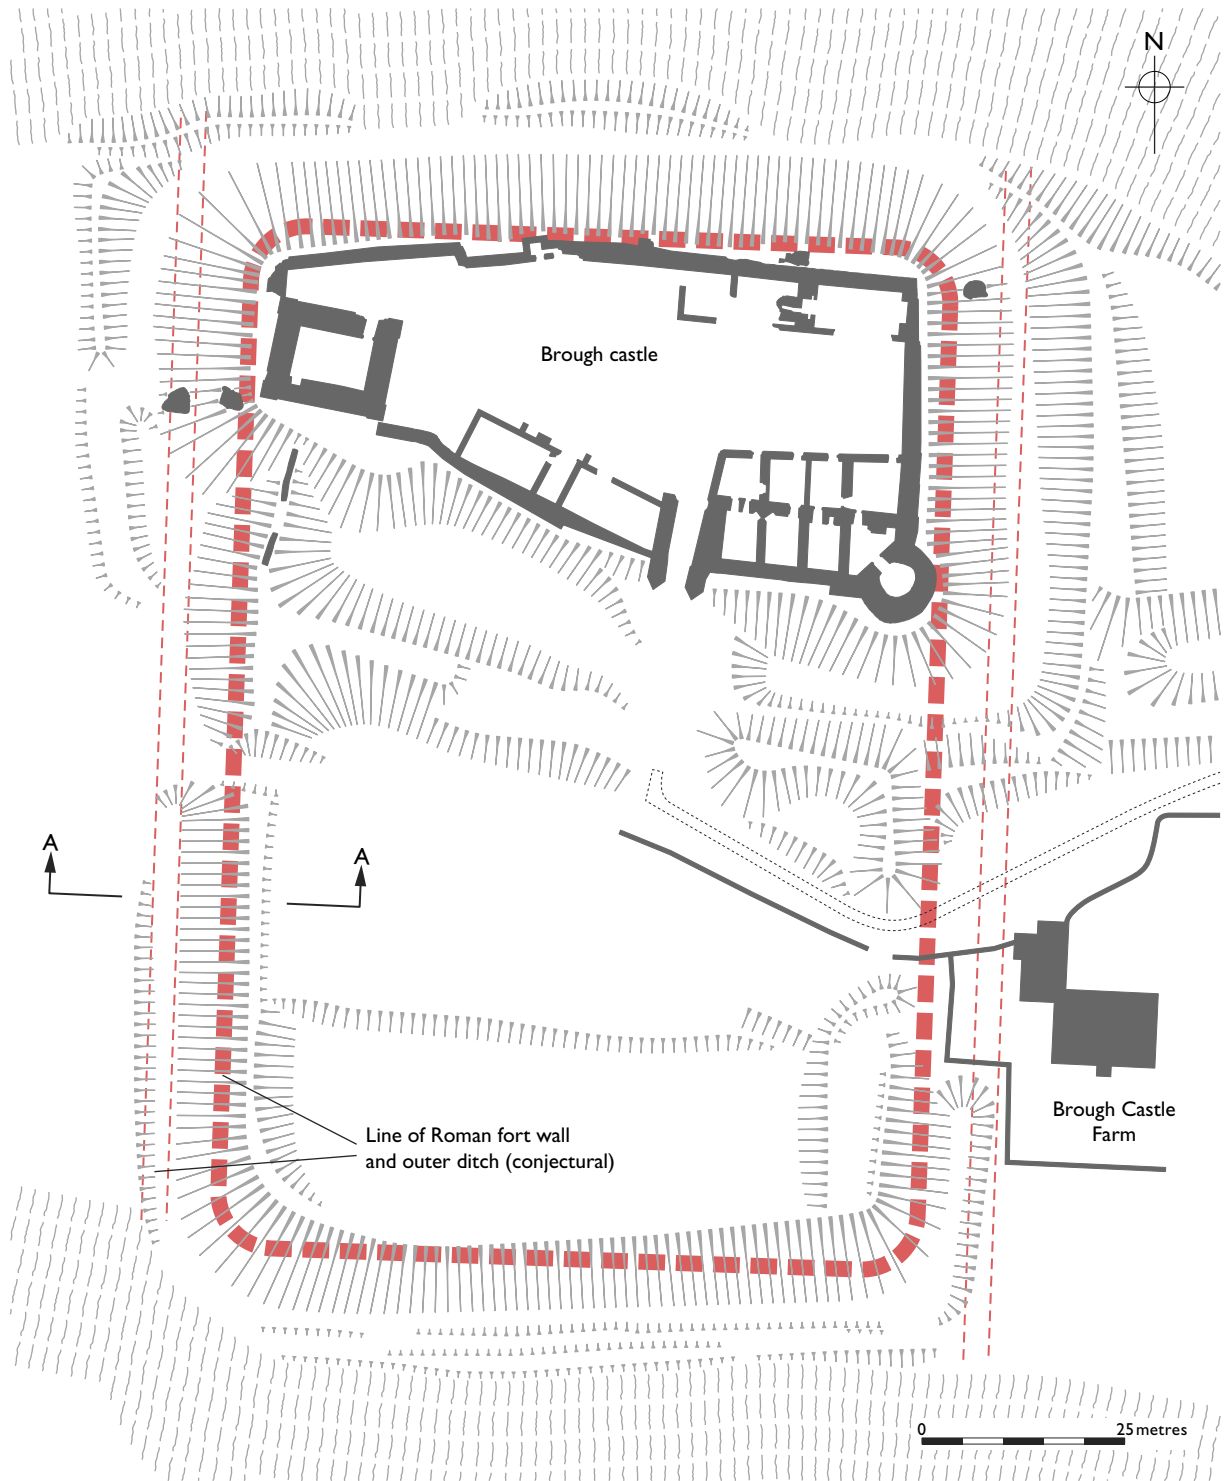 N
Brough castle
A
A
Line of Roman fort wall
and outer ditch (conjectural)
Brough Castle
Farm
0 25 metres